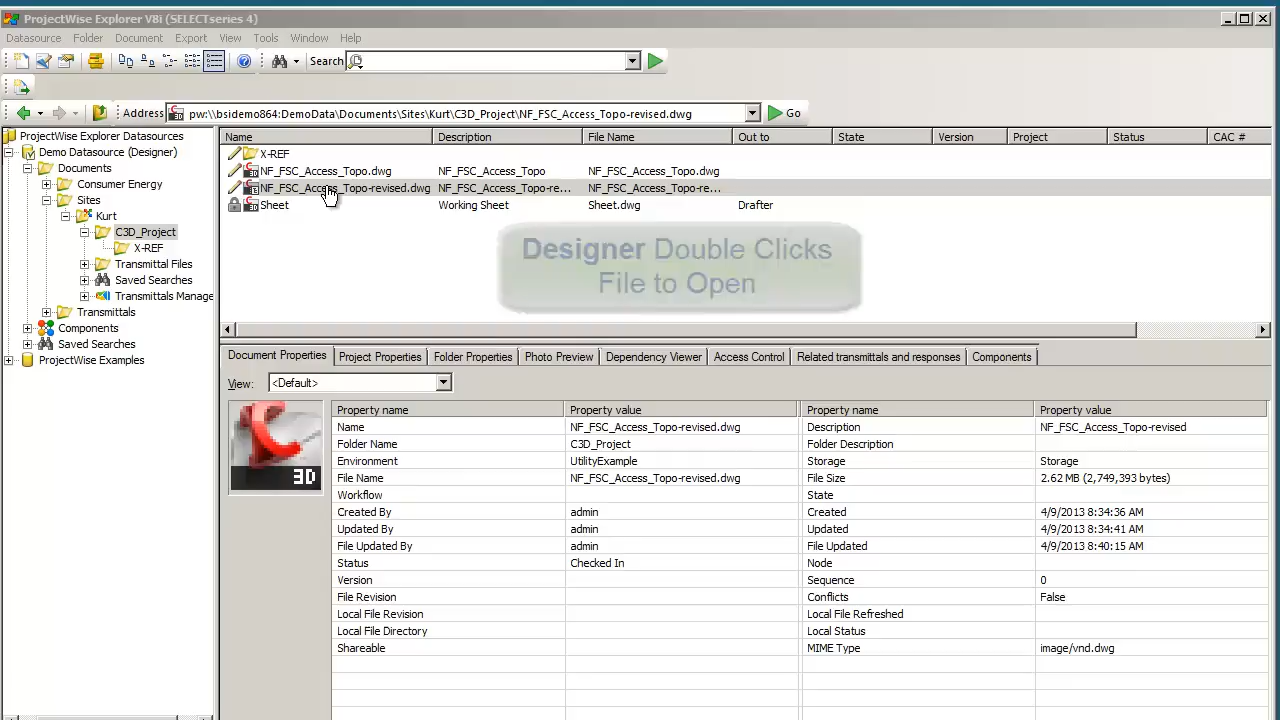 ProjectWise Explorer V8i (SELECTseries 4)
Datasource Folder Document Export View Tools Window Help
Search
Address pw:\\bsidemo864:DemoData\Documents\Sites\Kurt\C3D_Project\NF_FSC_Access_Topo-revised.dwg Go
ProjectWise Explorer Datasources
Demo Datasource (Designer)
Documents
Consumer Energy
Sites
Kurt
C3D_Project
X-REF
Transmittal Files
Saved Searches
Transmittals Manage
Transmittals
Components
Saved Searches
ProjectWise Examples
Name Description File Name Out to State Version Project Status CAC #
X-REF
NF_FSC_Access_Topo.dwg NF_FSC_Access_Topo NF_FSC_Access_Topo.dwg
NF_FSC_Access_Topo-revised.dwg NF_FSC_Access_Topo-re... NF_FSC_Access_Topo-re...
Sheet Working Sheet Sheet.dwg Drafter
Designer Double Clicks
File to Open
Document Properties Project Properties Folder Properties Photo Preview Dependency Viewer Access Control Related transmittals and responses Components
View: <Default>
3D
Property name Property value Property name Property value
Name NF_FSC_Access_Topo-revised.dwg Description NF_FSC_Access_Topo-revised
Folder Name C3D_Project Folder Description
Environment UtilityExample Storage Storage
File Name NF_FSC_Access_Topo-revised.dwg File Size 2.62 MB (2,749,393 bytes)
Workflow State
Created By admin Created 4/9/2013 8:34:36 AM
Updated By admin Updated 4/9/2013 8:34:41 AM
File Updated By admin File Updated 4/9/2013 8:40:15 AM
Status Checked In Node
Version Sequence 0
File Revision Conflicts False
Local File Revision Local File Refreshed
Local File Directory Local Status
Shareable MIME Type image/vnd.dwg